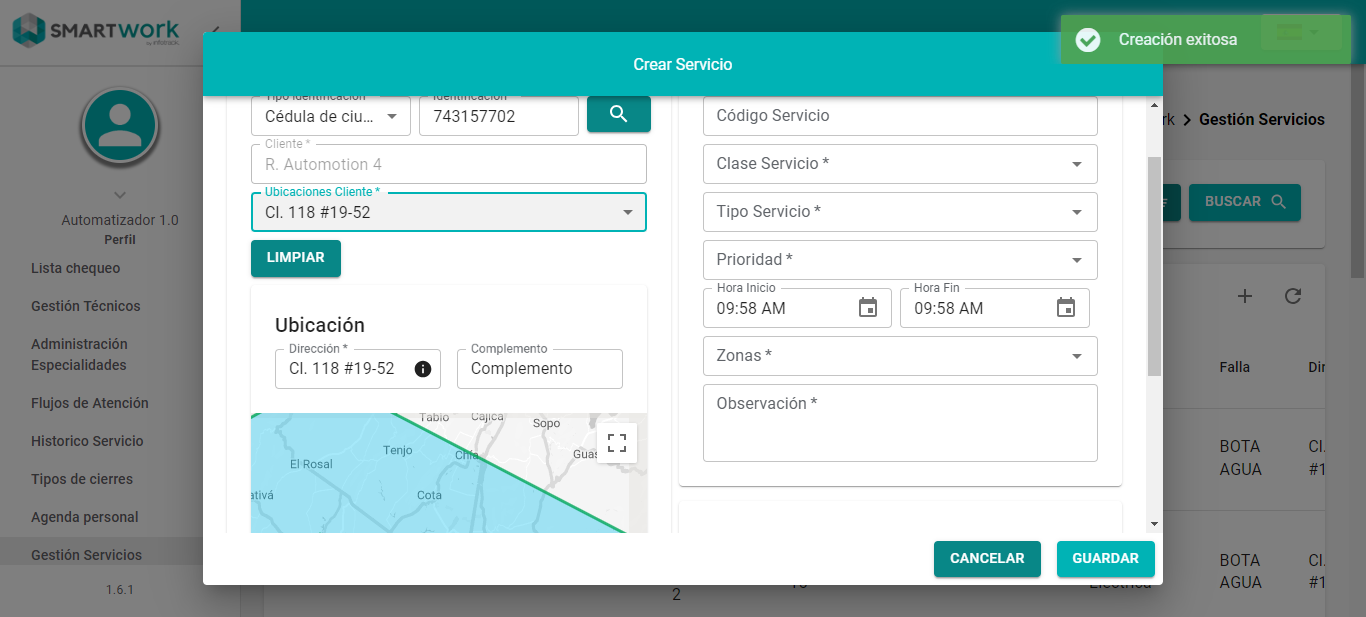 SMARTWORK
by infotrack
Creación exitosa
Crear Servicio
Gestión Servicios
Automatizador 1.0
Perfil
Lista chequeo
Gestión Técnicos
Administración
Especialidades
Flujos de Atención
Historico Servicio
Tipos de cierres
Agenda personal
Gestión Servicios
1.6.1
Tipo Identificación
Cédula de ciu...
Identificación
743157702
Cliente *
R. Automotion 4
Ubicaciones Cliente *
Cl. 118 #19-52
LIMPIAR
Ubicación
Dirección *
Cl. 118 #19-52
Complemento
Complemento
Tabio
Cajica
Sopo
Tenjo
Chía
Guas
El Rosal
Cota
ativá
Código Servicio
Clase Servicio *
Tipo Servicio *
Prioridad *
Hora Inicio
09:58 AM
Hora Fin
09:58 AM
Zonas *
Observación *
CANCELAR
GUARDAR
BUSCAR
Falla
Dir
BOTA
AGUA
Cl.
#1
BOTA
AGUA
Cl.
#1
2